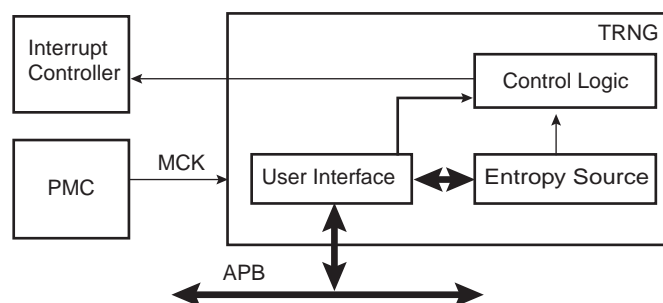 TRNG
Interrupt
Controller
Control Logic
MCK
PMC
User Interface
Entropy Source
APB